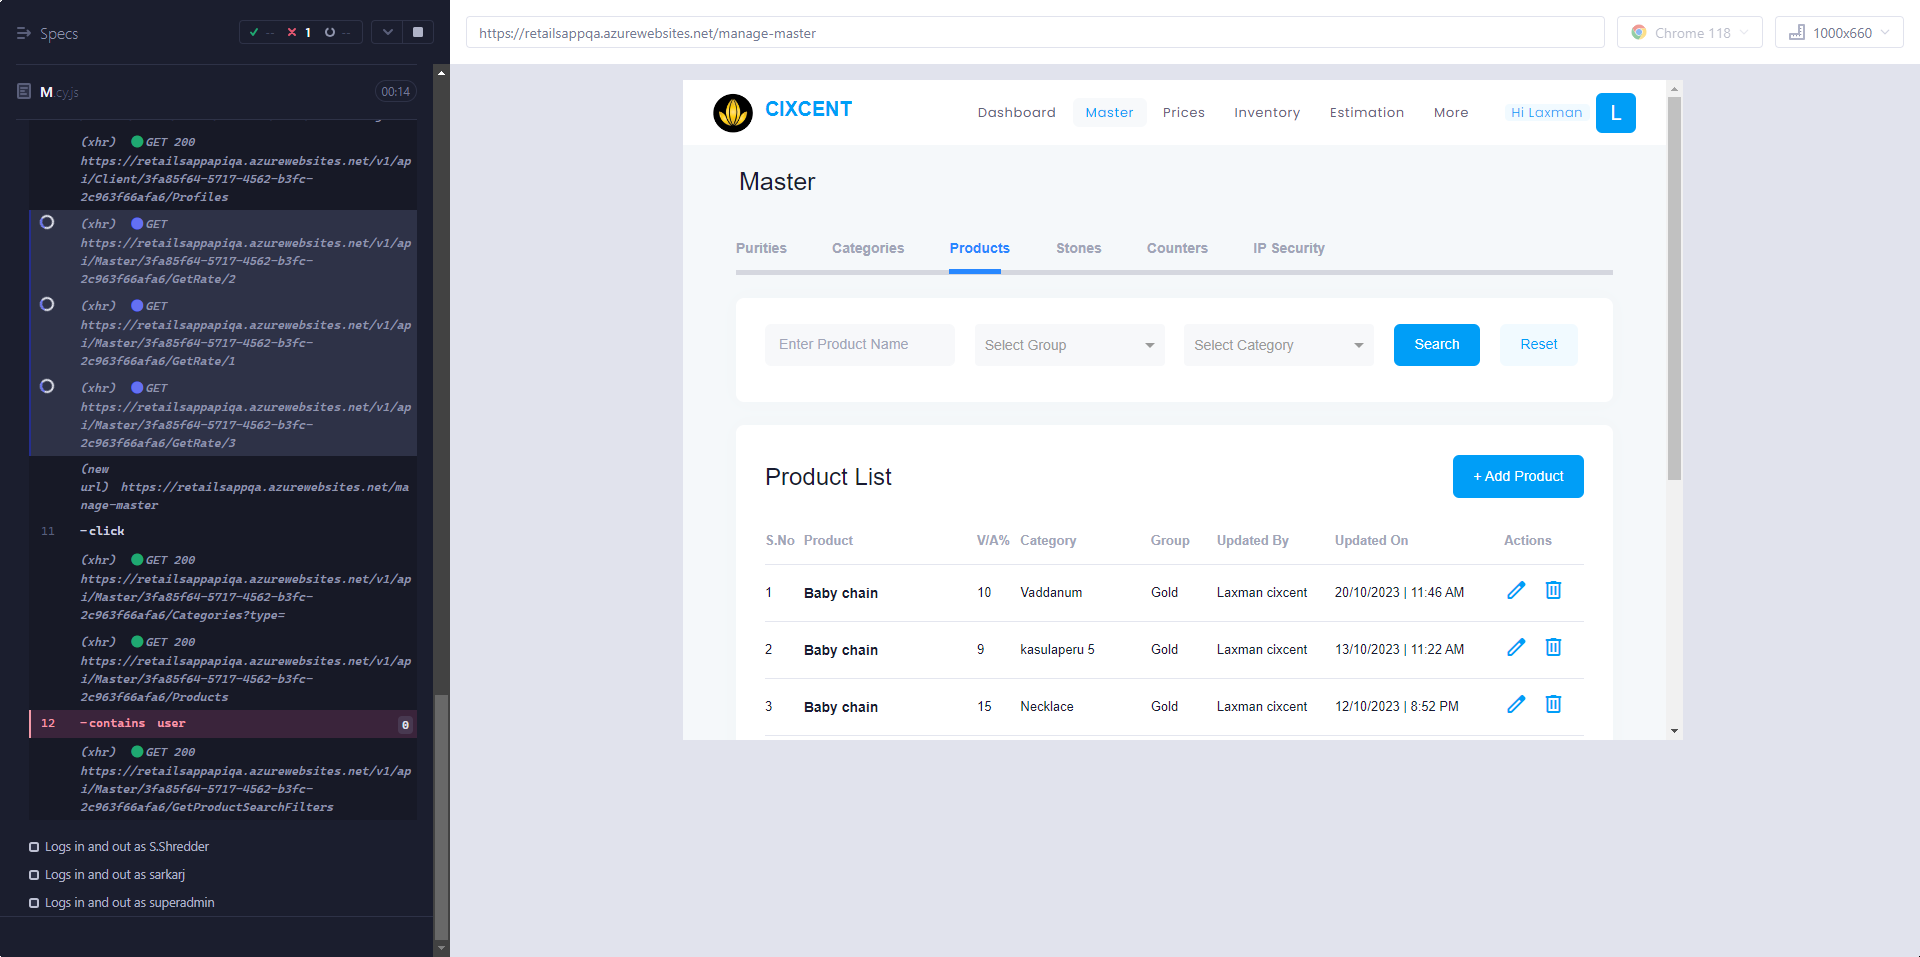 Specs
-- 1 --
https://retailsappqa.azurewebsites.net/manage-master
Chrome 118
1000x660
M.cy.js
00:14
(xhr) GET 200
https://retailsappapiqa.azurewebsites.net/v1/ap
i/Client/3fa85f64-5717-4562-b3fc-
2c963f66afa6/Profiles
(xhr) GET
https://retailsappapiqa.azurewebsites.net/v1/ap
i/Master/3fa85f64-5717-4562-b3fc-
2c963f66afa6/GetRate/2
(xhr) GET
https://retailsappapiqa.azurewebsites.net/v1/ap
i/Master/3fa85f64-5717-4562-b3fc-
2c963f66afa6/GetRate/1
(xhr) GET
https://retailsappapiqa.azurewebsites.net/v1/ap
i/Master/3fa85f64-5717-4562-b3fc-
2c963f66afa6/GetRate/3
(new
url) https://retailsappqa.azurewebsites.net/ma
nage-master
11 -click
(xhr) GET 200
https://retailsappapiqa.azurewebsites.net/v1/ap
i/Master/3fa85f64-5717-4562-b3fc-
2c963f66afa6/Categories?type=
(xhr) GET 200
https://retailsappapiqa.azurewebsites.net/v1/ap
i/Master/3fa85f64-5717-4562-b3fc-
2c963f66afa6/Products
12 -contains user 0
(xhr) GET 200
https://retailsappapiqa.azurewebsites.net/v1/ap
i/Master/3fa85f64-5717-4562-b3fc-
2c963f66afa6/GetProductSearchFilters
Logs in and out as S.Shredder
Logs in and out as sarkarj
Logs in and out as superadmin
CIXCENT
Dashboard Master Prices Inventory Estimation More Hi Laxman L
Master
Purities Categories Products Stones Counters IP Security
Enter Product Name Select Group Select Category Search Reset
Product List + Add Product
S.No Product V/A% Category Group Updated By Updated On Actions
1 Baby chain 10 Vaddanum Gold Laxman cixcent 20/10/2023 | 11:46 AM
2 Baby chain 9 kasulaperu 5 Gold Laxman cixcent 13/10/2023 | 11:22 AM
3 Baby chain 15 Necklace Gold Laxman cixcent 12/10/2023 | 8:52 PM